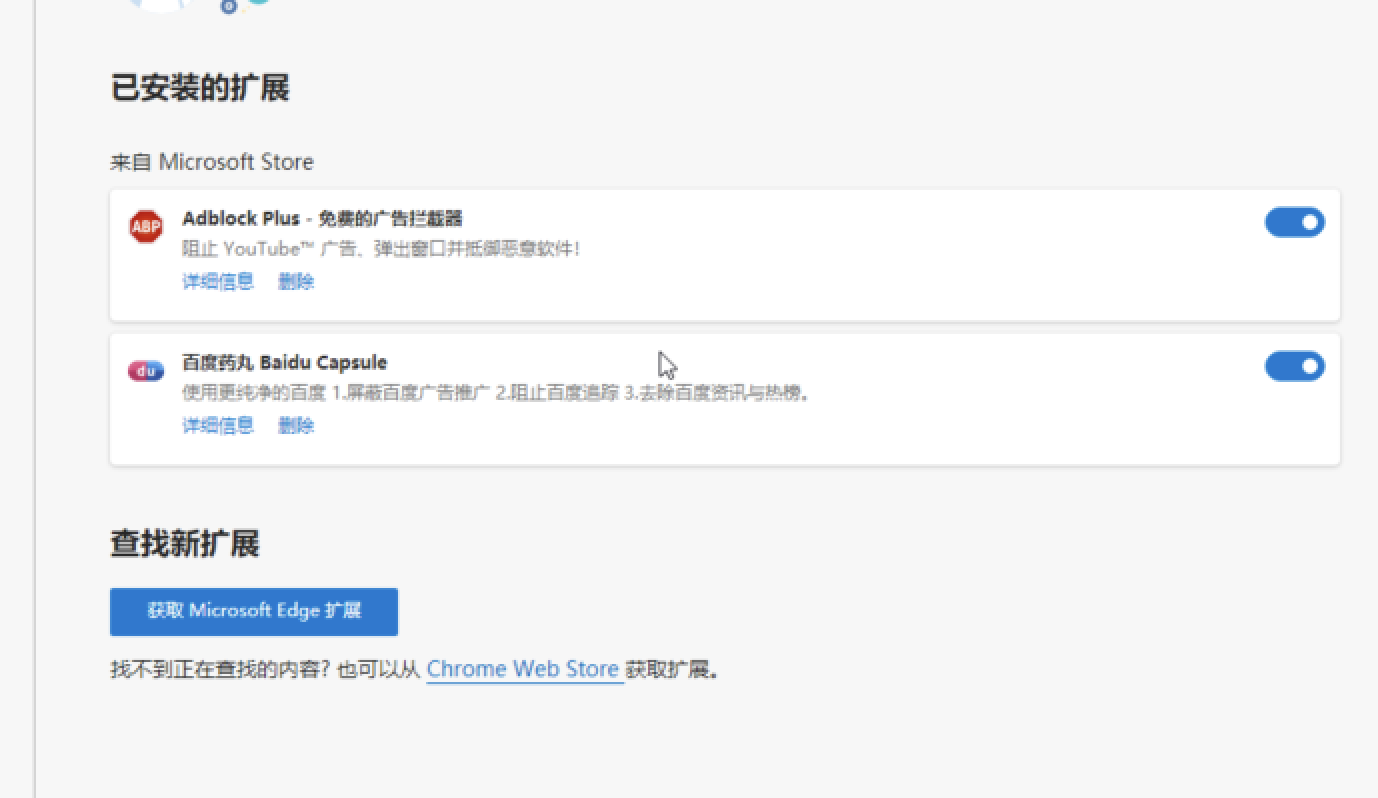 已安装的扩展
来自 Microsoft Store
ABP
Adblock Plus - 免费的广告拦截器
阻止 YouTube™ 广告、弹出窗口并抵御恶意软件!
详细信息 删除
du
百度药丸 Baidu Capsule
使用更纯净的百度 1.屏蔽百度广告推广 2.阻止百度追踪 3.去除百度资讯与热榜。
详细信息 删除
查找新扩展
获取 Microsoft Edge 扩展
找不到正在查找的内容? 也可以从 Chrome Web Store 获取扩展。